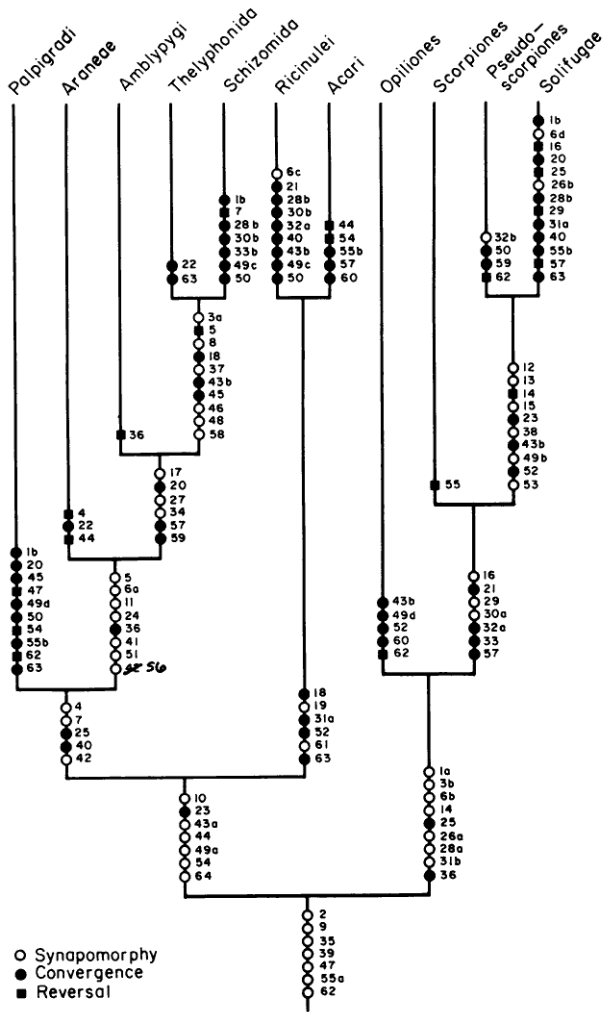 Palpigradi
Araneae
Amblypygi
Thelyphonida
Schizomida
Ricinulei
Acari
Opiliones
Scorpiones
Pseudo-
scorpiones
Solifugae
1b
6d
16
20
25
26b
28b
29
31a
40
55b
57
63
32b
50
59
62
6c
21
28b
30b
32a
40
43b
49c
50
44
54
55b
57
60
1b
7
28b
30b
33b
49c
50
22
63
3a
5
8
18
37
43b
45
46
48
58
36
12
13
14
15
23
38
43b
49b
52
53
55
17
20
27
34
57
59
4
22
44
1b
20
45
47
49d
50
54
55b
62
63
5
6a
11
24
36
41
51
56
43b
49d
52
60
62
16
21
29
30a
32a
33
57
4
7
25
40
42
18
19
31a
52
61
63
10
23
43a
44
49a
54
64
1a
3b
6b
14
25
26a
28a
31b
36
2
9
35
39
47
55a
62
Synapomorphy
Convergence
Reversal